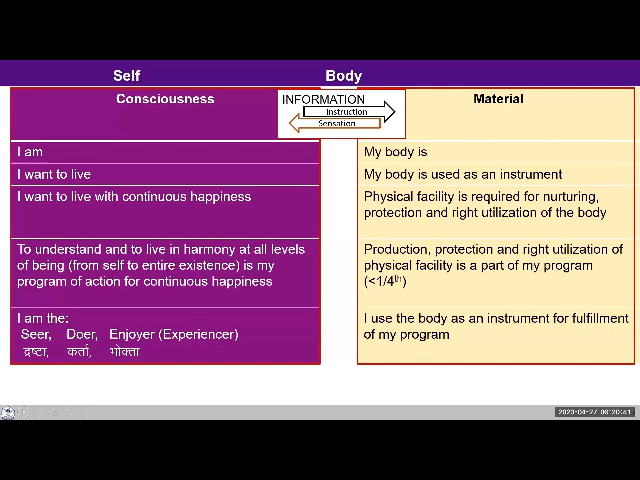 Self
Body
Consciousness
INFORMATION
Instruction
Sensation
Material
I am
My body is
I want to live
My body is used as an instrument
I want to live with continuous happiness
Physical facility is required for nurturing,
protection and right utilization of the body
To understand and to live in harmony at all levels
of being (from self to entire existence) is my
program of action for continuous happiness
Production, protection and right utilization of
physical facility is a part of my program
(<1/4th)
I am the:
Seer, Doer, Enjoyer (Experiencer)
द्रष्टा, कर्ता, भोक्ता
I use the body as an instrument for fulfillment
of my program
2023-04-27 06:20:41